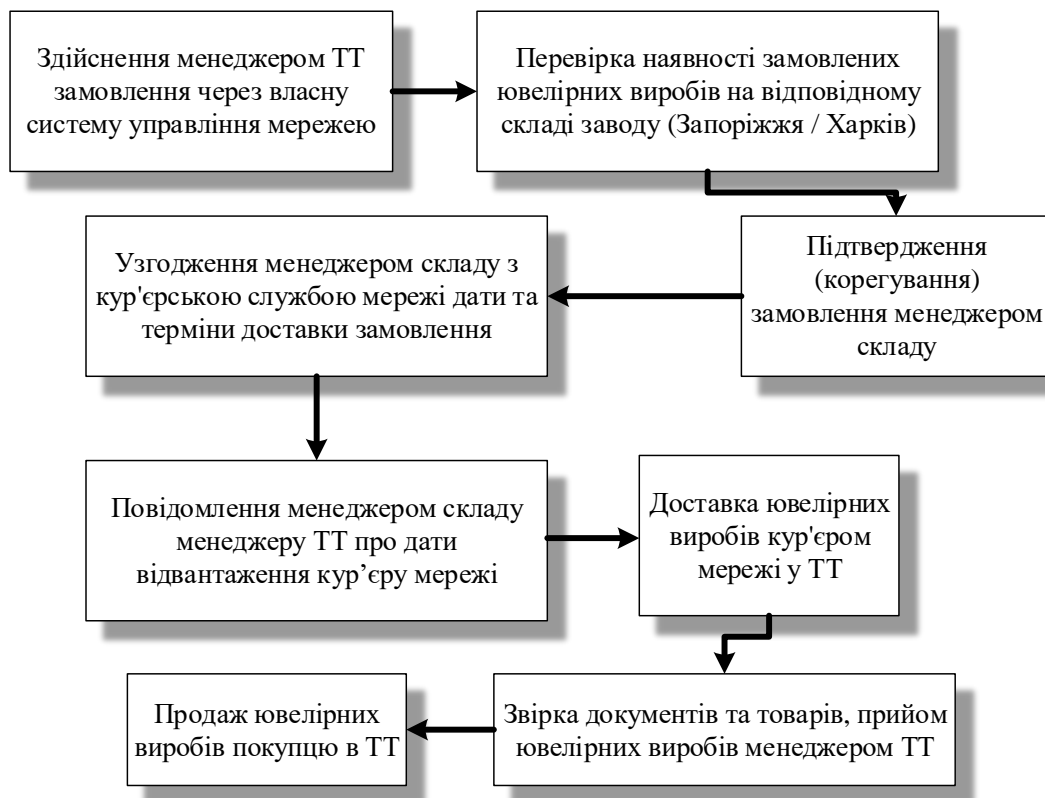 Здійснення менеджером ТТ
замовлення через власну
систему управління мережею
Перевірка наявності замовлених
ювелірних виробів на відповідному
складі заводу (Запоріжжя / Харків)
Підтвердження
(корегування)
замовлення менеджером
складу
Узгодження менеджером складу з
кур'єрською службою мережі дати та
терміни доставки замовлення
Повідомлення менеджером складу
менеджеру ТТ про дати
відвантаження кур’єру мережі
Доставка ювелірних
виробів кур'єром
мережі у ТТ
Звірка документів та товарів, прийом
ювелірних виробів менеджером ТТ
Продаж ювелірних
виробів покупцю в ТТ